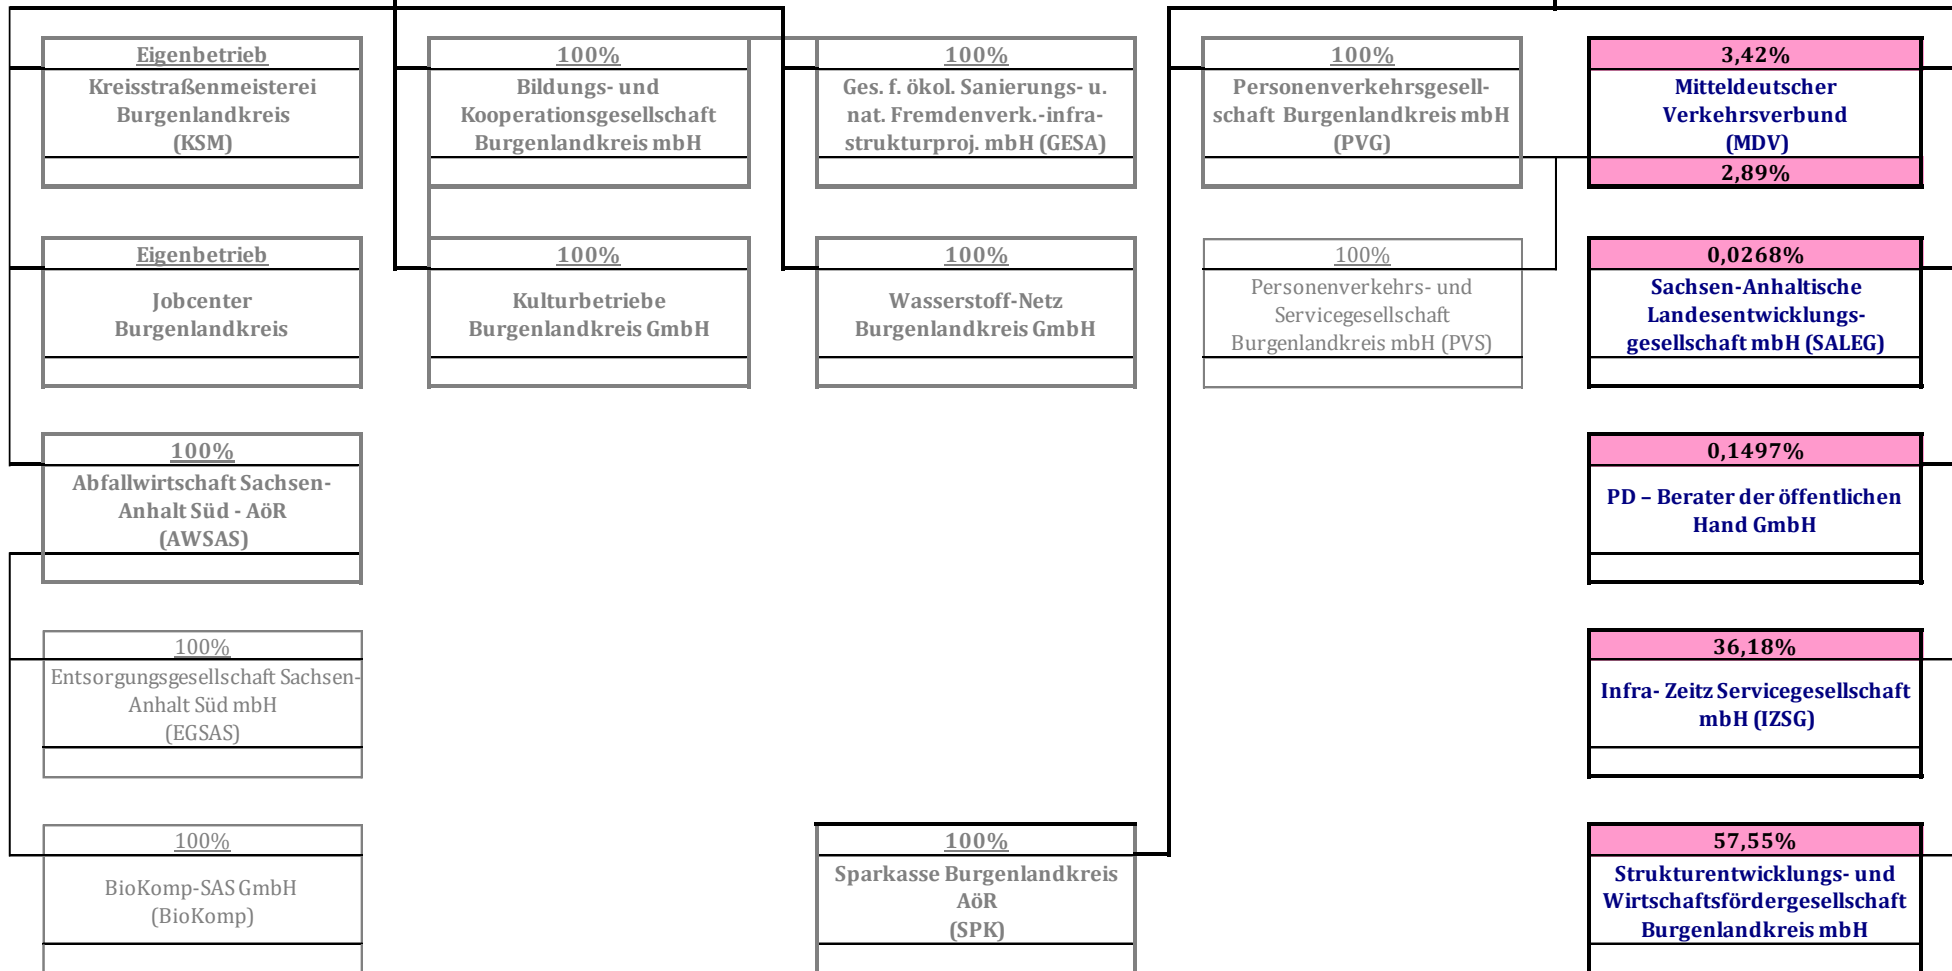 Eigenbetrieb
Kreisstraßenmeisterei
Burgenlandkreis
(KSM)
100%
Bildungs- und
Kooperationsgesellschaft
Burgenlandkreis mbH
100%
Ges. f. ökol. Sanierungs- u.
nat. Fremdenverk.-infra-
strukturproj. mbH (GESA)
100%
Personenverkehrsgesell-
schaft Burgenlandkreis mbH
(PVG)
3,42%
Mitteldeutscher
Verkehrsverbund
(MDV)
2,89%
Eigenbetrieb
Jobcenter
Burgenlandkreis
100%
Kulturbetriebe
Burgenlandkreis GmbH
100%
Wasserstoff-Netz
Burgenlandkreis GmbH
100%
Personenverkehrs- und
Servicegesellschaft
Burgenlandkreis mbH (PVS)
0,0268%
Sachsen-Anhaltische
Landesentwicklungs-
gesellschaft mbH (SALEG)
100%
Abfallwirtschaft Sachsen-
Anhalt Süd - AöR
(AWSAS)
0,1497%
PD – Berater der öffentlichen
Hand GmbH
100%
Entsorgungsgesellschaft Sachsen-
Anhalt Süd mbH
(EGSAS)
36,18%
Infra- Zeitz Servicegesellschaft
mbH (IZSG)
100%
BioKomp-SAS GmbH
(BioKomp)
100%
Sparkasse Burgenlandkreis
AöR
(SPK)
57,55%
Strukturentwicklungs- und
Wirtschaftsfördergesellschaft
Burgenlandkreis mbH